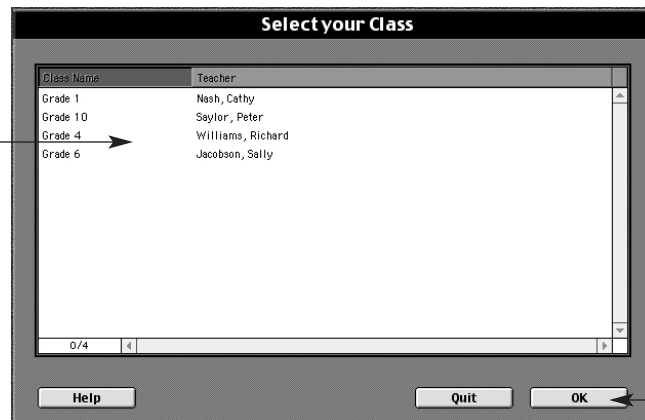 Select your Class
Class Name Teacher
Grade 1 Nash, Cathy
Grade 10 Saylor, Peter
Grade 4 Williams, Richard
Grade 6 Jacobson, Sally
0/4
Help Quit OK